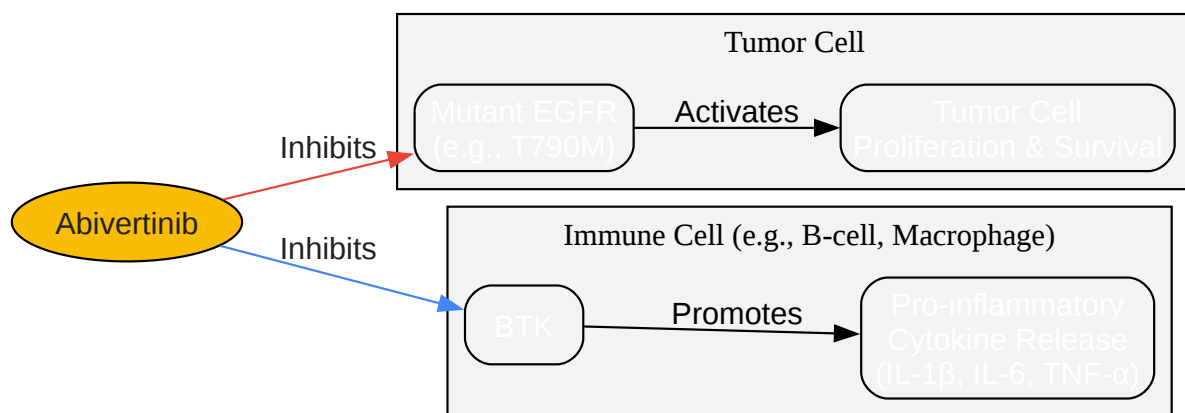 Tumor Cell
Mutant EGFR
(e.g., T790M)
Activates
Tumor Cell
Proliferation & Survival
Inhibits
Abivertinib
Inhibits
Immune Cell (e.g., B-cell, Macrophage)
BTK
Promotes
Pro-inflammatory
Cytokine Release
(IL-1β, IL-6, TNF-α)